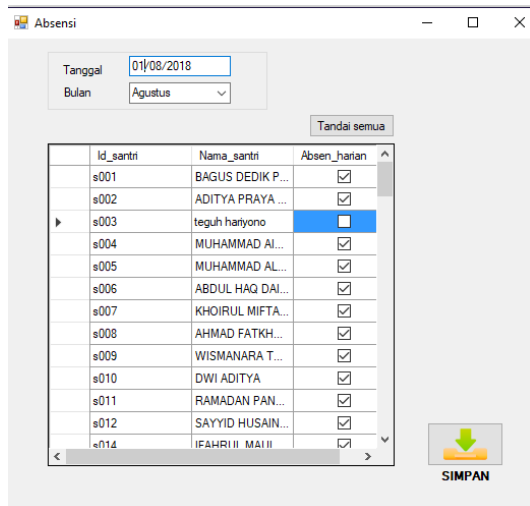 Absensi
Tanggal 01/08/2018
Bulan Agustus
Tandai semua
Id_santri Nama_santri Absen_harian
s001 BAGUS DEDIK P...
s002 ADITYA PRAYA ...
s003 teguh hariyono
s004 MUHAMMAD AI...
s005 MUHAMMAD AL...
s006 ABDUL HAQ DAI...
s007 KHOIRUL MIFTA...
s008 AHMAD FATKH...
s009 WISMANARA T...
s010 DWI ADITYA
s011 RAMADAN PAN...
s012 SAYYID HUSAIN...
s014
SIMPAN